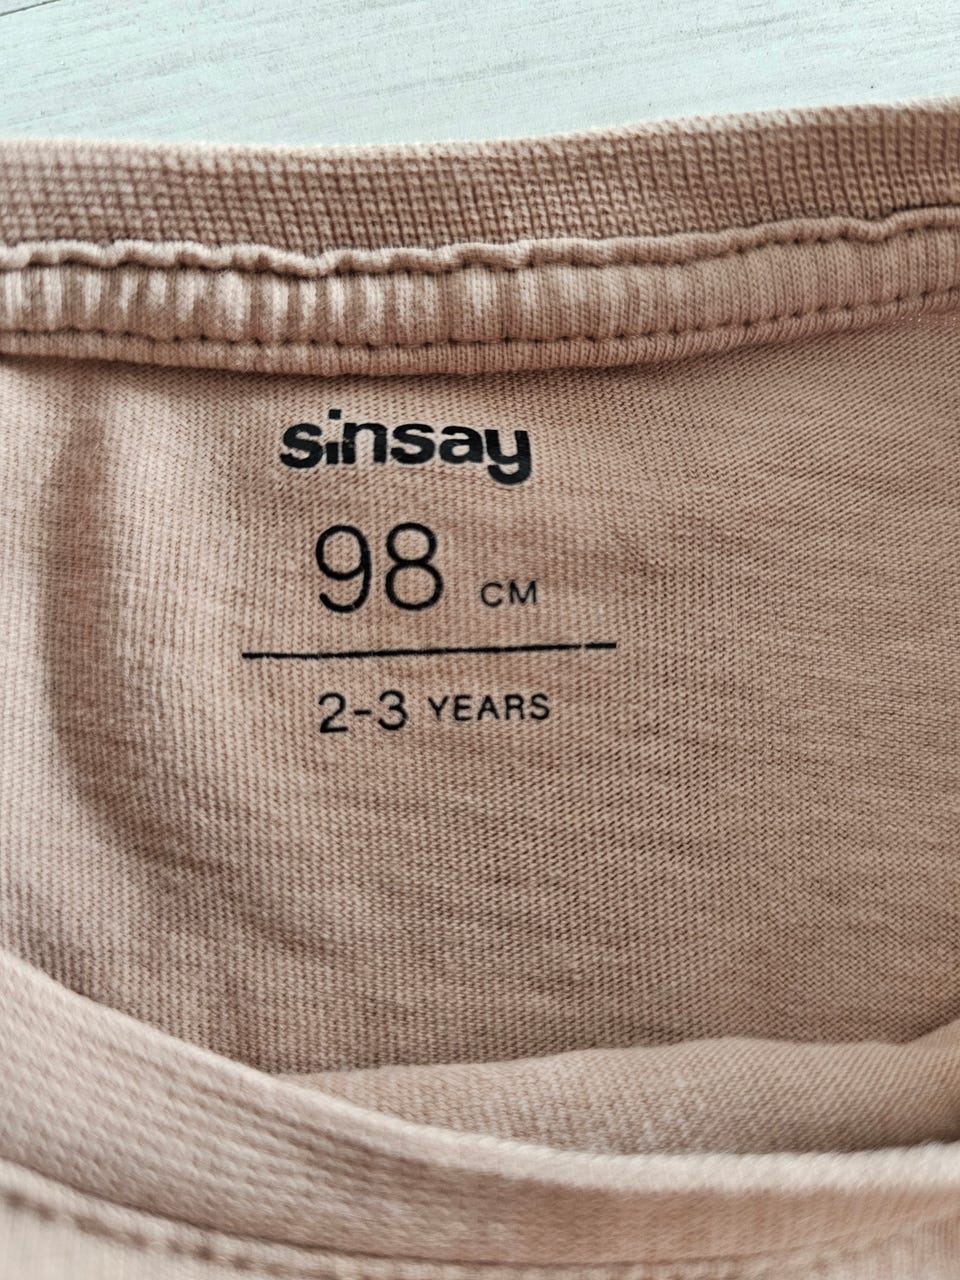 sinsay
98 CM
2-3 YEARS